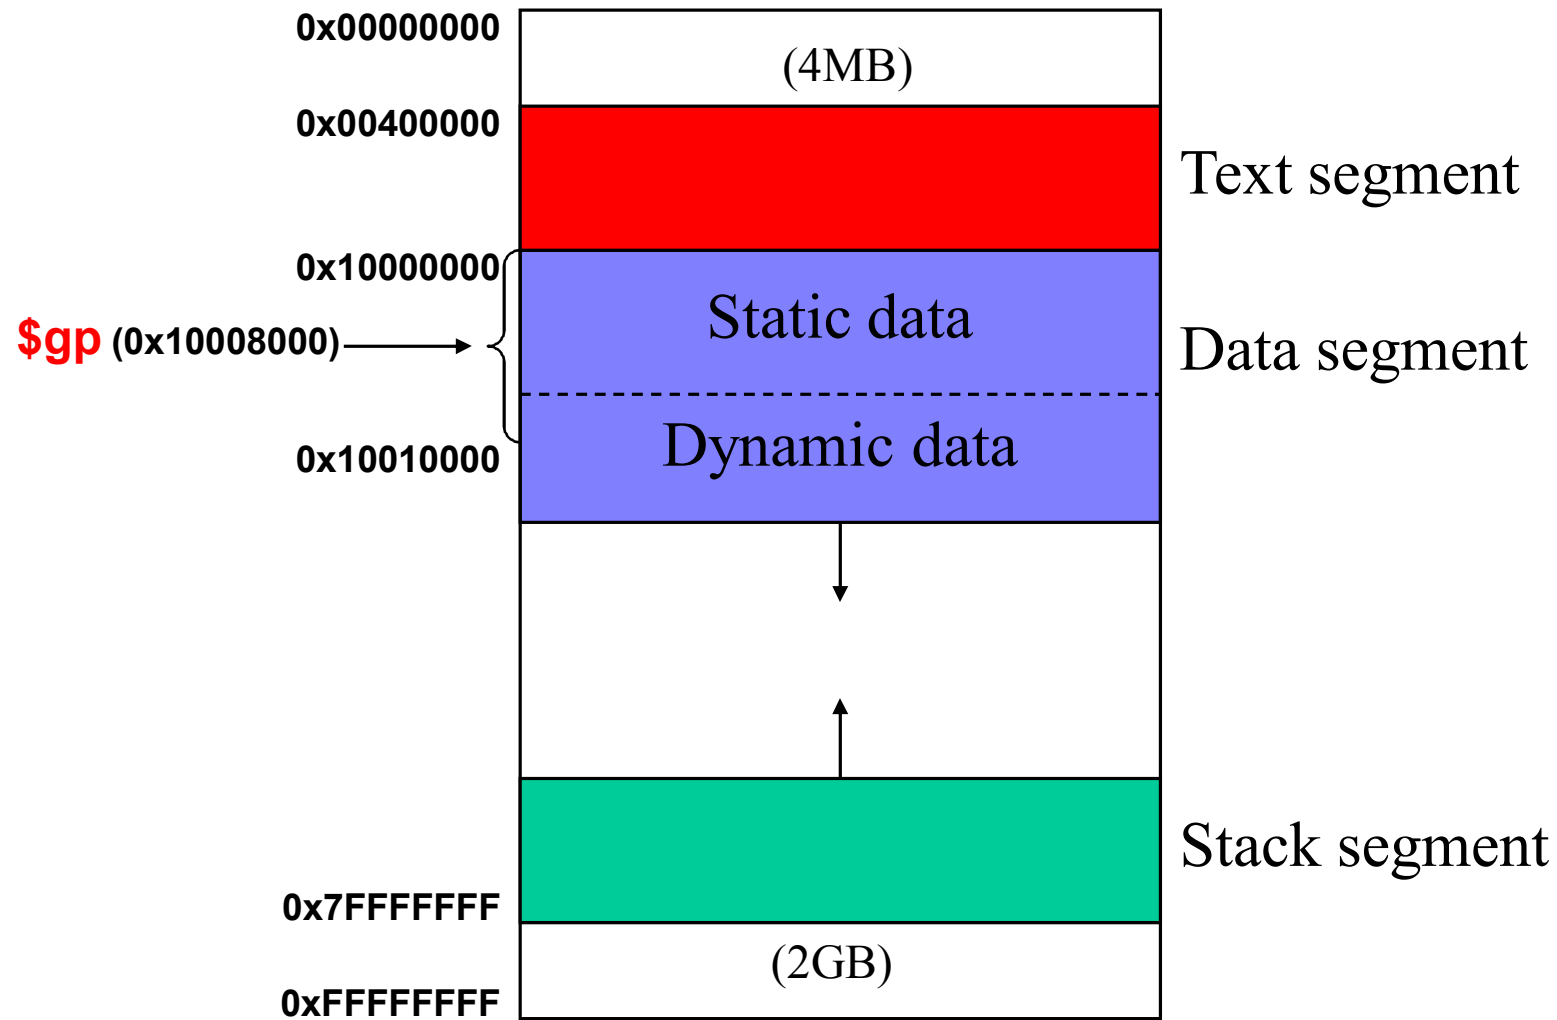 0x00000000
(4MB)
0x00400000
Text segment
0x10000000
Static data
$gp (0x10008000)
Data segment
Dynamic data
0x10010000
Stack segment
0x7FFFFFFF
(2GB)
0xFFFFFFFF